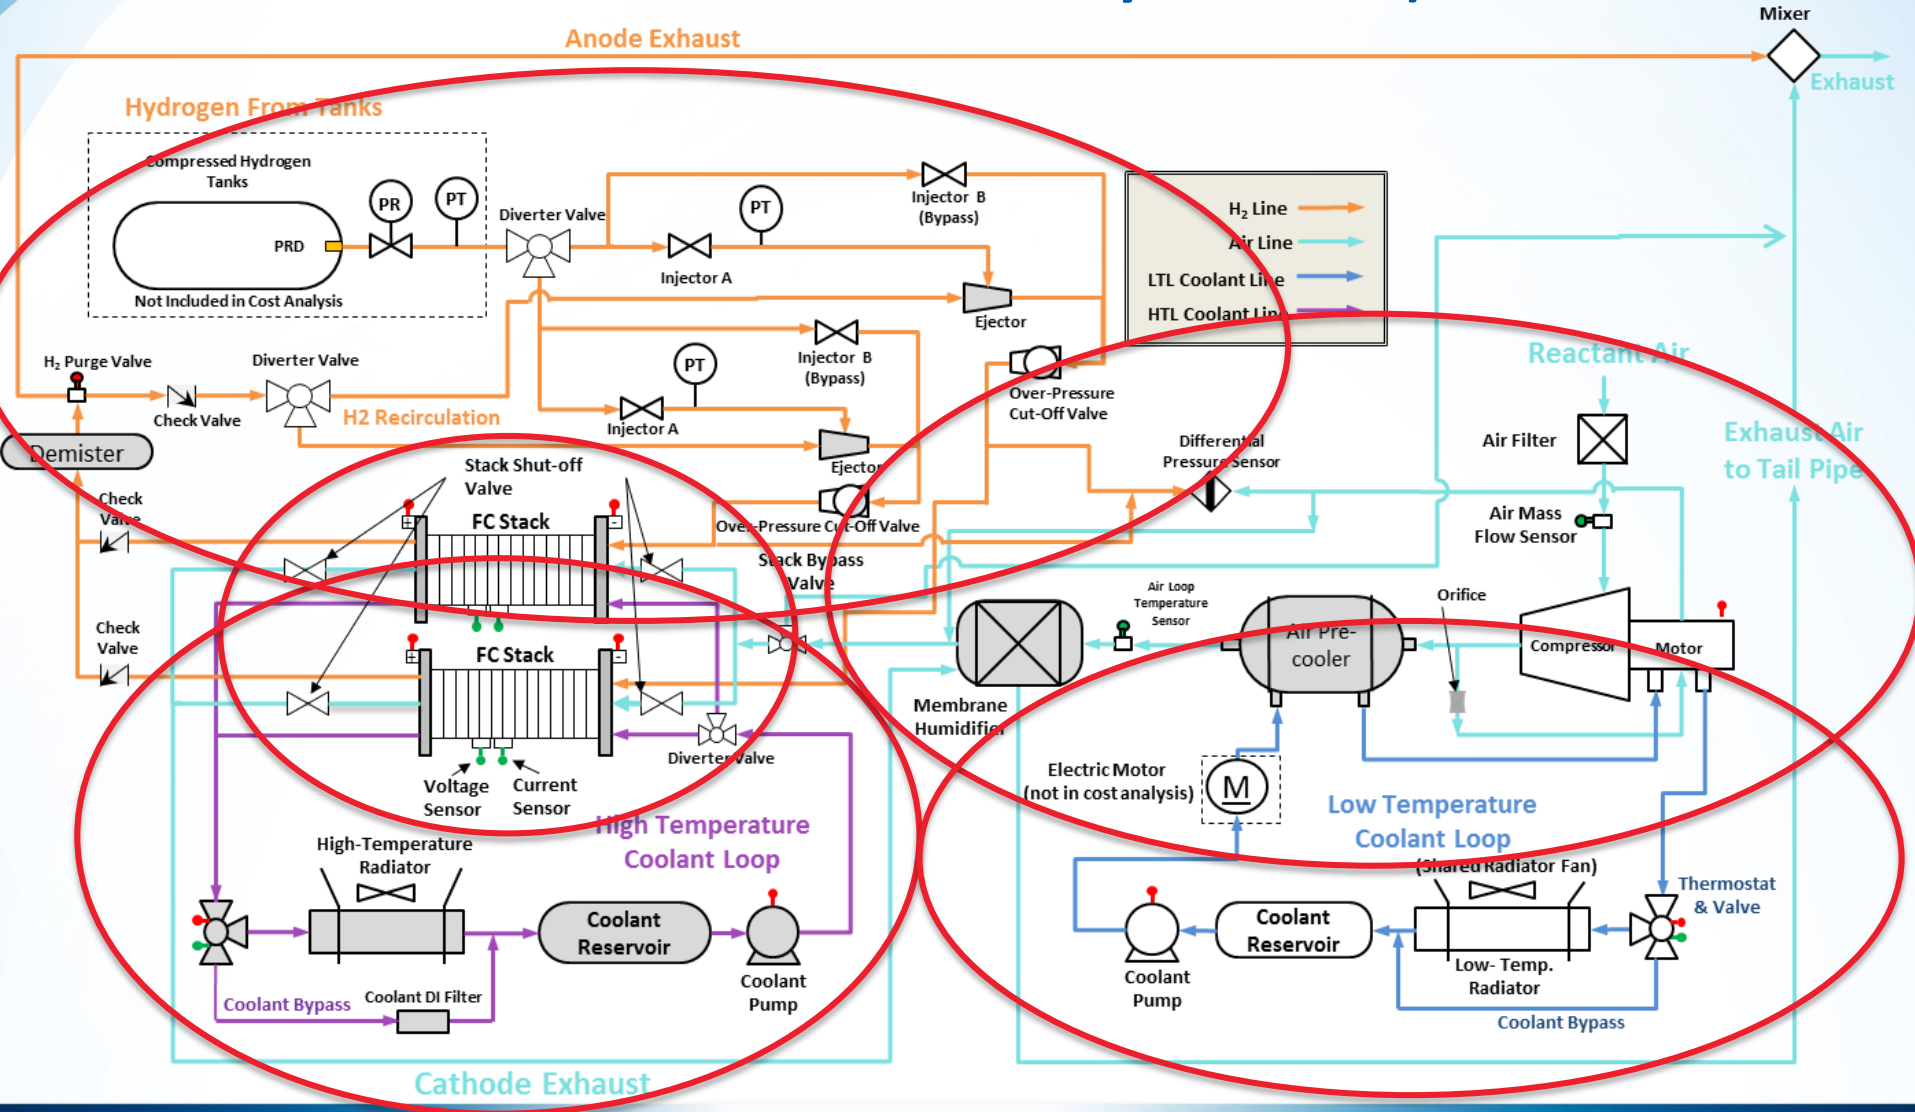 Mixer
Anode Exhaust
Exhaust
Hydrogen From Tanks
Compressed Hydrogen
Tanks
PR
PT
PRD
Not Included in Cost Analysis
Diverter Valve
Injector A
PT
Injector B
(Bypass)
Ejector
H2 Line
Air Line
LTL Coolant Line
HTL Coolant Line
H2 Purge Valve
Check Valve
Diverter Valve
H2 Recirculation
Demister
PT
Injector A
Injector B
(Bypass)
Ejector
Over-Pressure
Cut-Off Valve
Over-Pressure Cut-Off Valve
Differential
Pressure Sensor
Reactant Air
Air Filter
Exhaust Air
to Tail Pipe
Air Mass
Flow Sensor
Check
Valve
Check
Valve
Stack Shut-off
Valve
FC Stack
+
-
FC Stack
+
-
Stack Bypass
Valve
Voltage
Sensor
Current
Sensor
Diverter Valve
Air Loop
Temperature
Sensor
Membrane
Humidifier
Air Pre-
cooler
Orifice
Compressor
Motor
Electric Motor
(not in cost analysis)
M
Low Temperature
Coolant Loop
(Shared Radiator Fan)
Thermostat
& Valve
Coolant
Pump
Coolant
Reservoir
Low- Temp.
Radiator
Coolant Bypass
High Temperature
Coolant Loop
High-Temperature
Radiator
Coolant
Reservoir
Coolant
Pump
Coolant Bypass
Coolant DI Filter
Cathode Exhaust